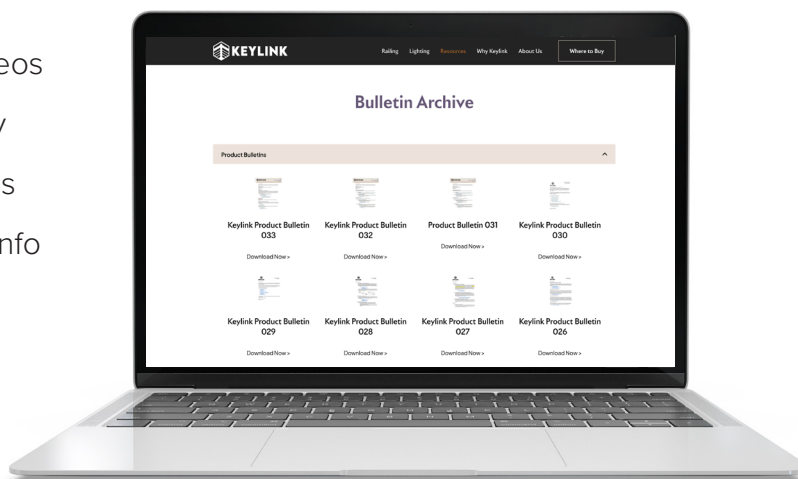 KEYLINK
Railing Lighting Resources Why Keylink About Us Where to Buy
Bulletin Archive
Product Bulletins
Keylink Product Bulletin 033
Download Now >
Keylink Product Bulletin 032
Download Now >
Product Bulletin 031
Download Now >
Keylink Product Bulletin 030
Download Now >
Keylink Product Bulletin 029
Download Now >
Keylink Product Bulletin 028
Download Now >
Keylink Product Bulletin 027
Download Now >
Keylink Product Bulletin 026
Download Now >